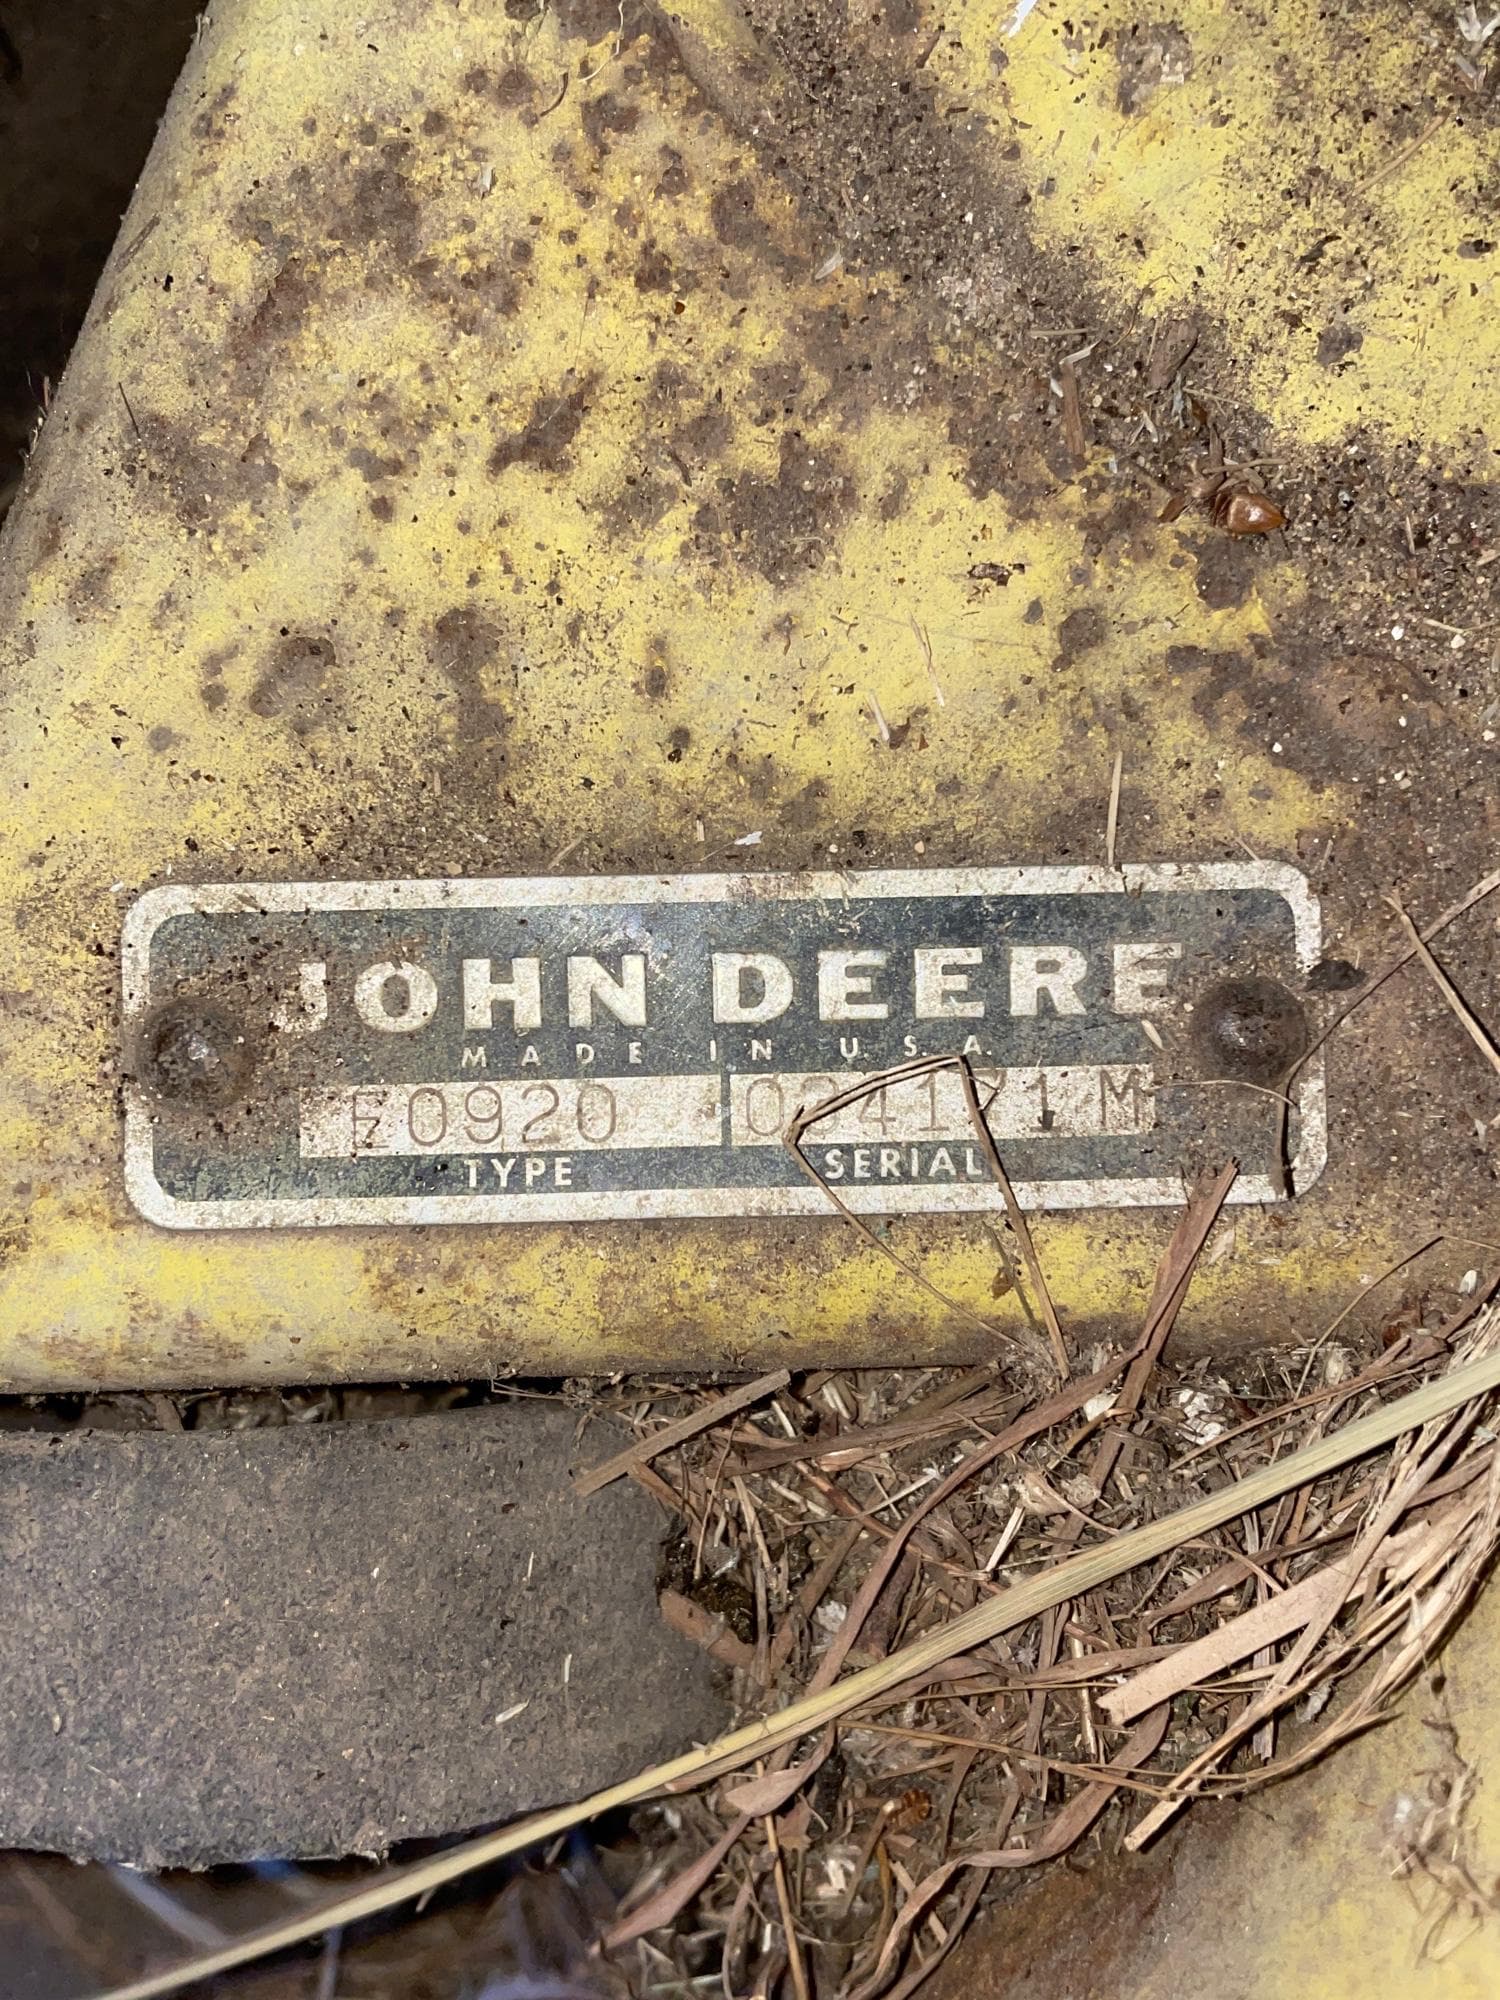 JOHN DEERE
MADE IN U.S.A.
E0920
TYPE SERIAL